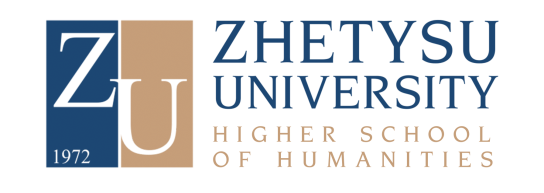 ZU
1972
ZHETYSU
UNIVERSITY
HIGHER SCHOOL
OF HUMANITIES